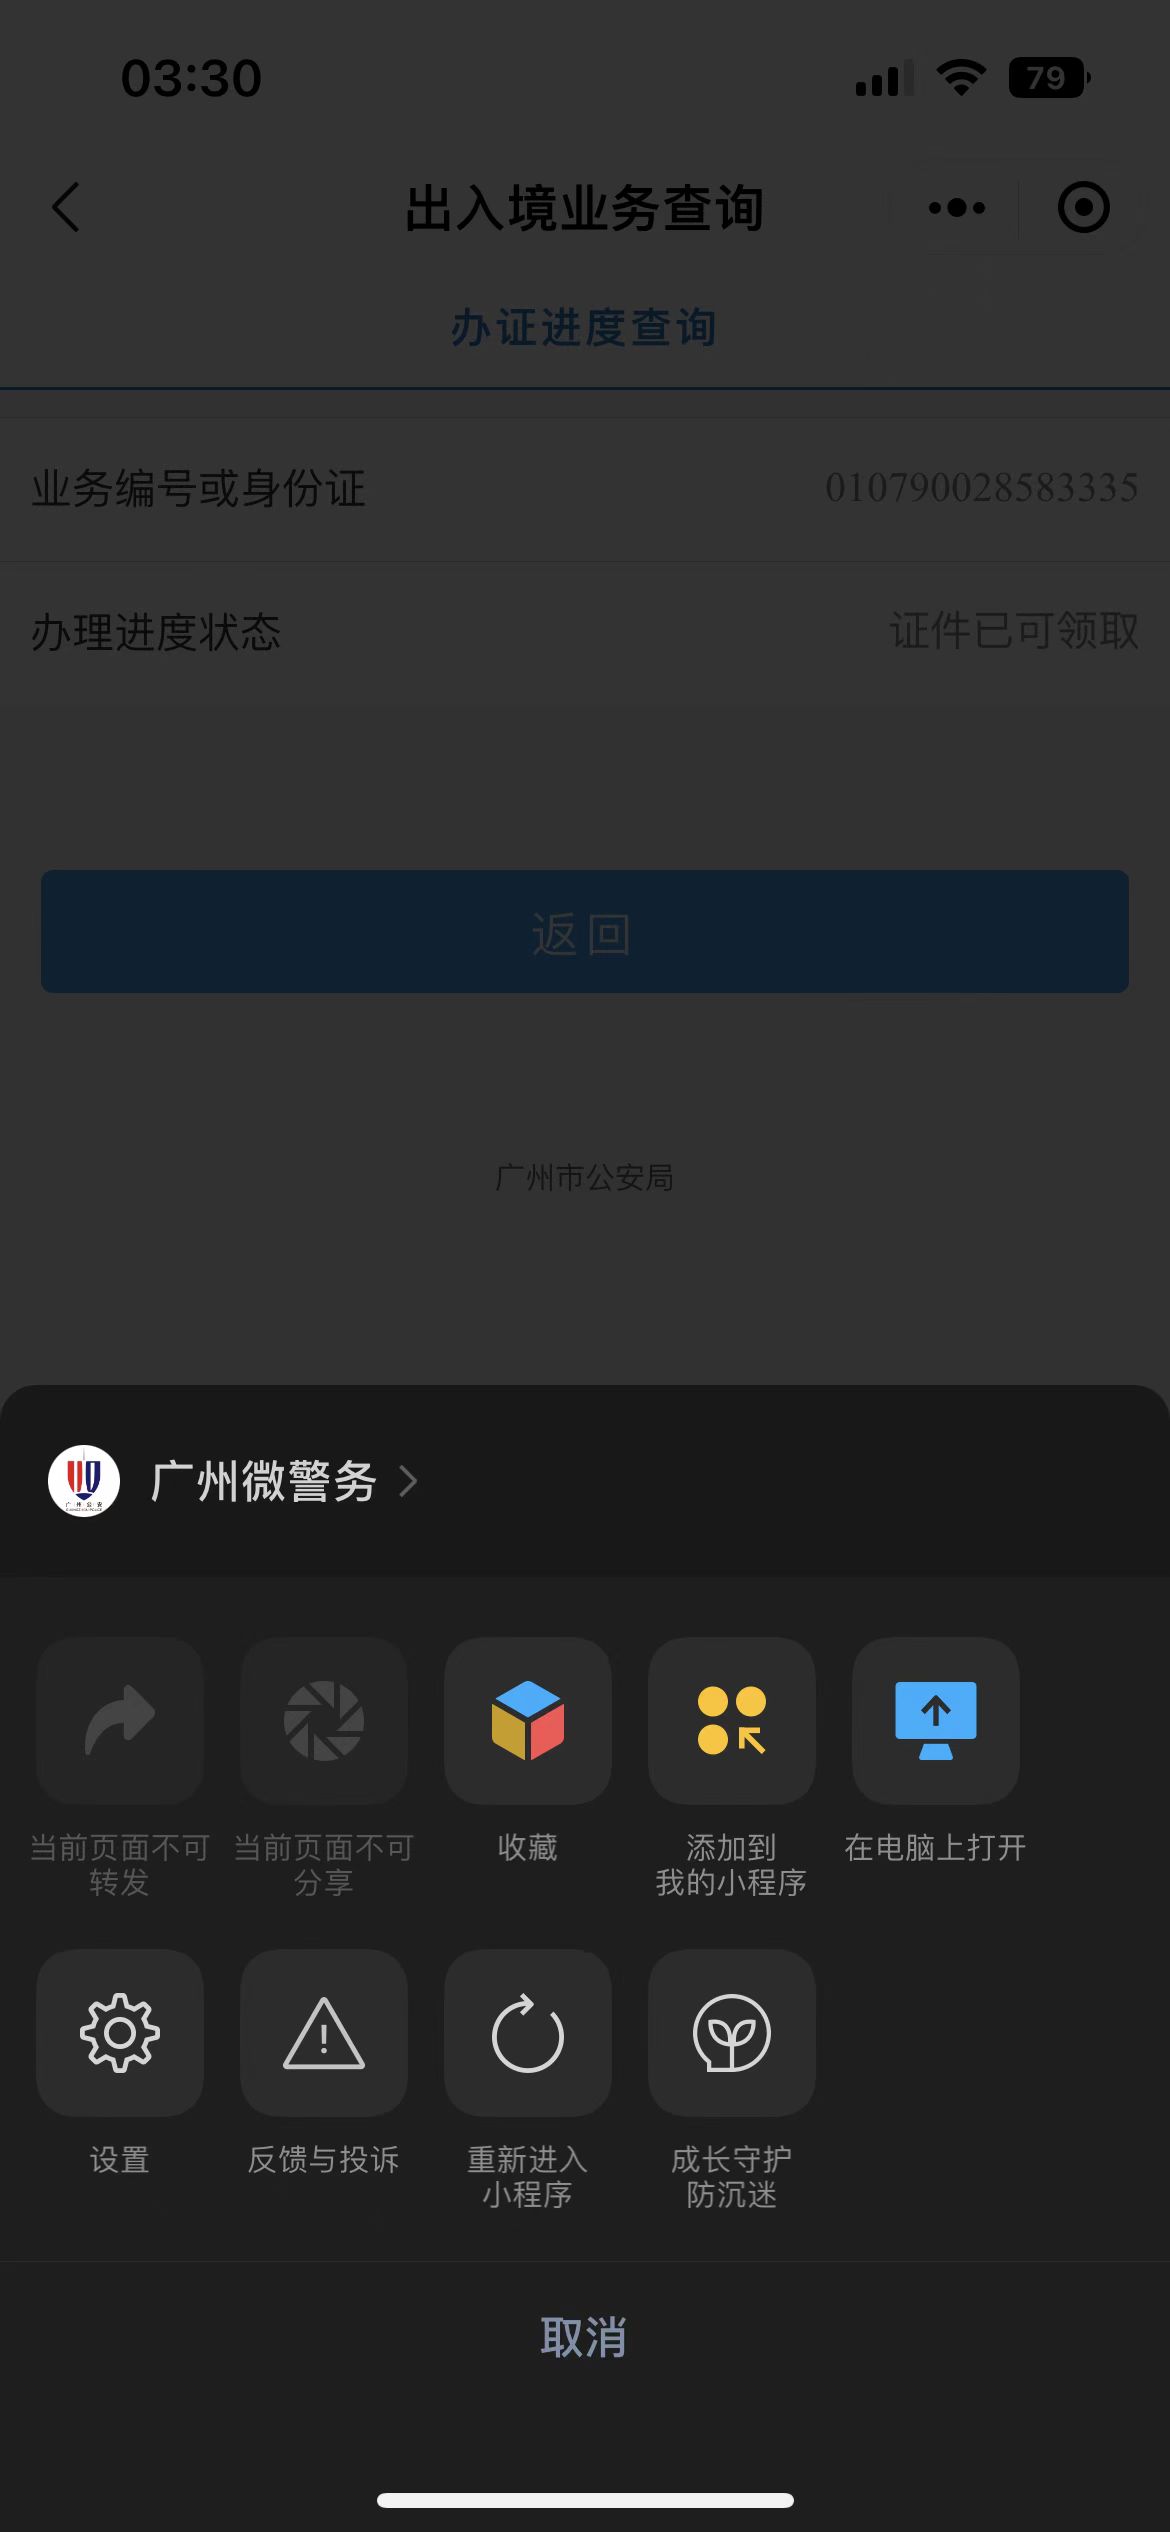 03:30
79
出入境业务查询
办证进度查询
业务编号或身份证 010790028583335
办理进度状态 证件已可领取
返回
广州市公安局
广州微警务
当前页面不可转发
当前页面不可分享
收藏
添加到我的小程序
在电脑上打开
设置
反馈与投诉
重新进入小程序
成长守护防沉迷
取消